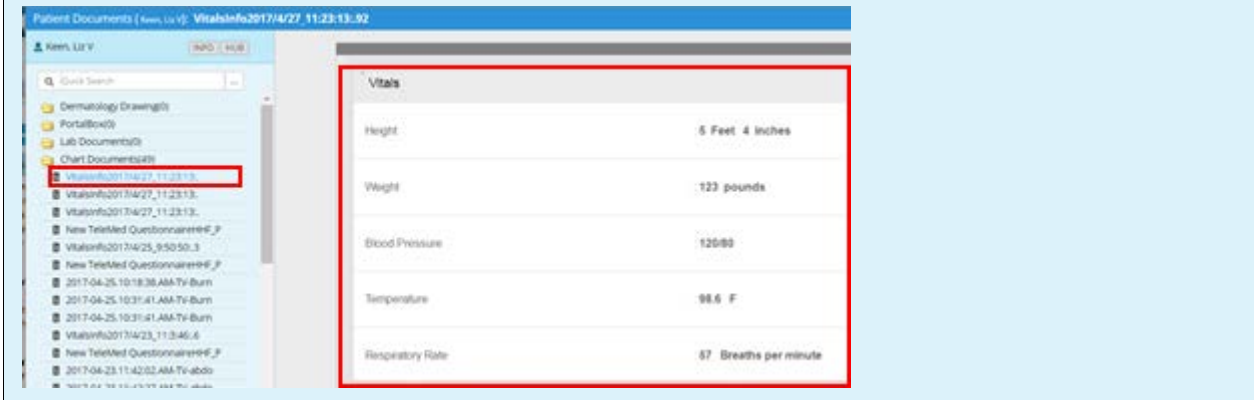 Patient Documents ( Keen, Liz V): VitalsInfo2017/4/27_11:23:13:.92
Keen, Liz V INFO HUB
Quick Search ...
Dermatology Drawing(0)
PortalBox(0)
Lab Documents(0)
Chart Documents(49)
VitalsInfo2017/4/27_11:23:13:.
VitalsInfo2017/4/27_11:23:13:.
VitalsInfo2017/4/27_11:23:13:.
New TeleMed QuestionnaireHHF_P
VitalsInfo2017/4/25_9:50:50:.3
New TeleMed QuestionnaireHHF_P
2017-04-25.10:18:38.AM-TV-Burn
2017-04-25.10:31:41.AM-TV-Burn
2017-04-25.10:31:41.AM-TV-Burn
VitalsInfo2017/4/23_11:3:46:.6
New TeleMed QuestionnaireHHF_P
2017-04-23.11:42:02.AM-TV-abdo
Vitals
Height 5 Feet 4 Inches
Weight 123 pounds
Blood Pressure 120/80
Temperature 98.6 F
Respiratory Rate 57 Breaths per minute